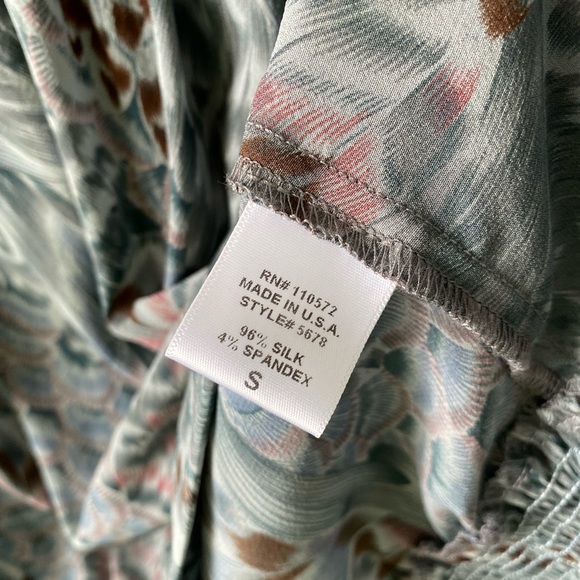 RN# 110572
MADE IN U.S.A.
STYLE# 5678
96% SILK
4% SPANDEX
S